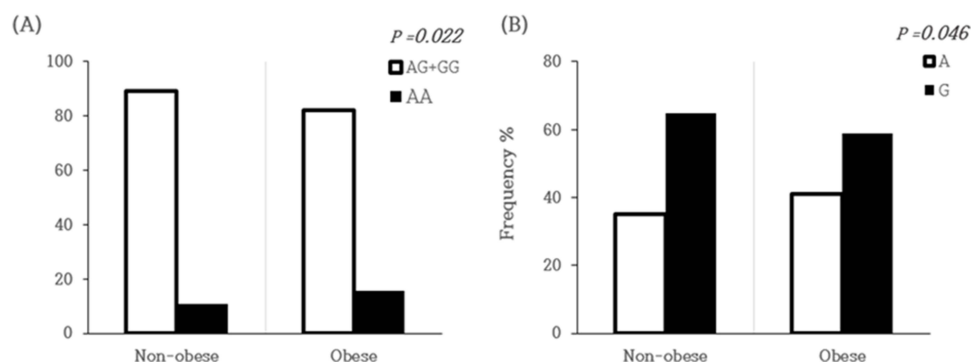 (A)
P =0.022
100
AG+GG
AA
80
60
40
20
0
Non-obese Obese
(B)
P =0.046
80
A
G
60
Frequency %
40
20
0
Non-obese Obese